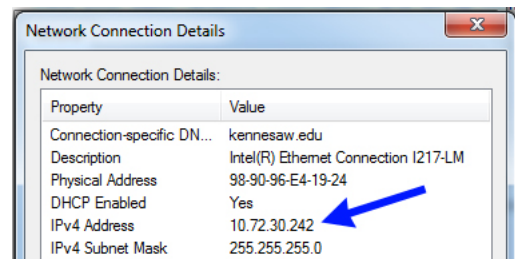 Network Connection Details
Network Connection Details:
Property Value
Connection-specific DN... kennesaw.edu
Description Intel(R) Ethernet Connection I217-LM
Physical Address 98-90-96-E4-19-24
DHCP Enabled Yes
IPv4 Address 10.72.30.242
IPv4 Subnet Mask 255.255.255.0